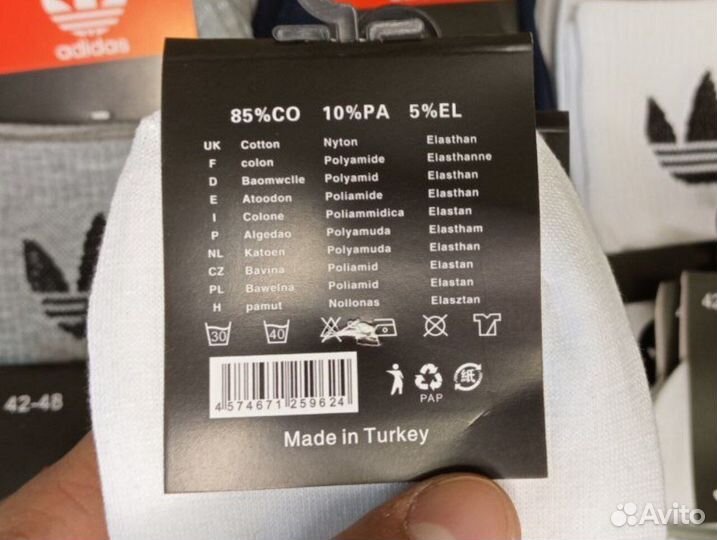 adidas
85%CO 10%PA 5%EL
UK Cotton Nyton Elasthan
F colon Polyamide Elasthanne
D Baomwclle Polyamid Elasthan
E Atoodon Poliamide Elasthan
I Colone Poliammidica Elastan
P Algedao Polyamuda Elastham
NL Katoen Polyamuda Elasthan
CZ Bavina Poliamid Elastan
PL Bawelna Poliamid Elastan
H pamut Nollonas Elasztan
30 40
4 574671 259624
紙
PAP
Made in Turkey
42-48
42
Avito